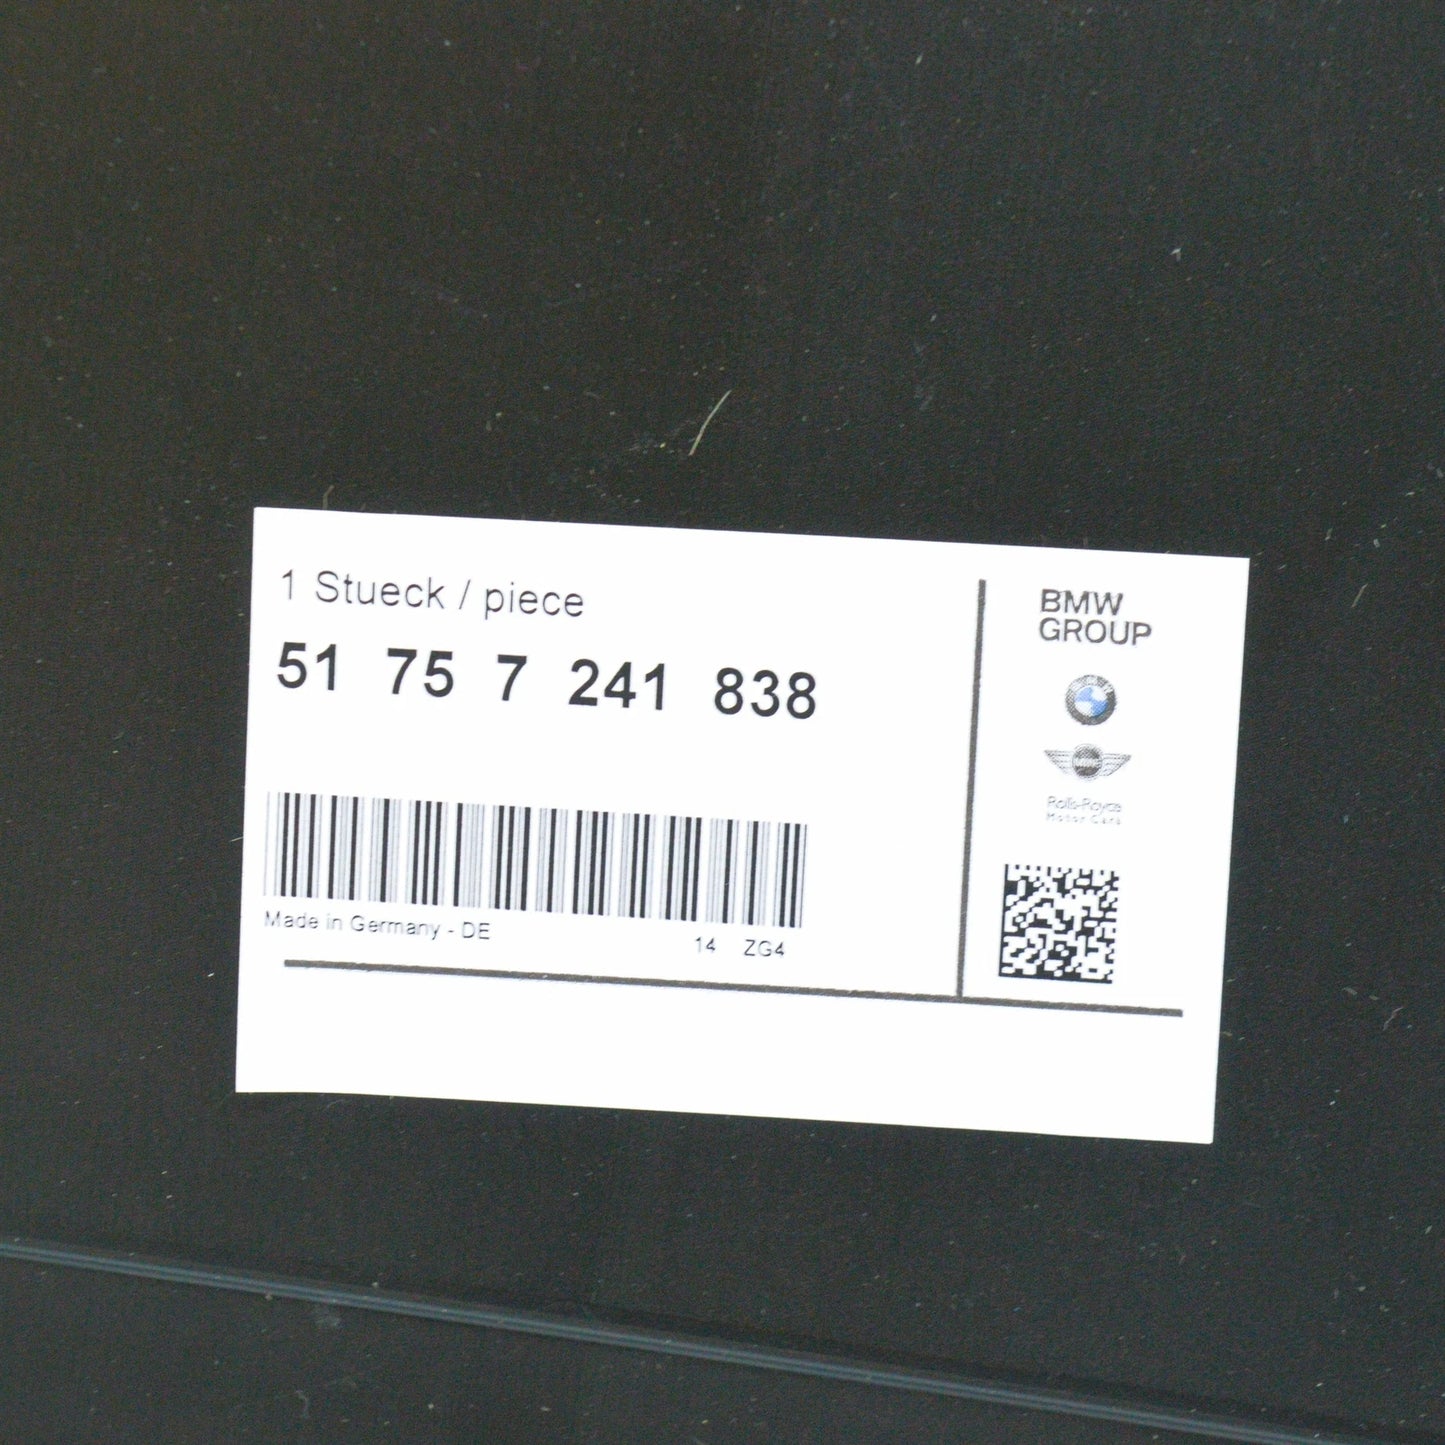 1 Stueck / piece
51 75 7 241 838
Made in Germany - DE
14 ZG4
BMW
GROUP
MINI
Rolls-Royce
Motor Cars